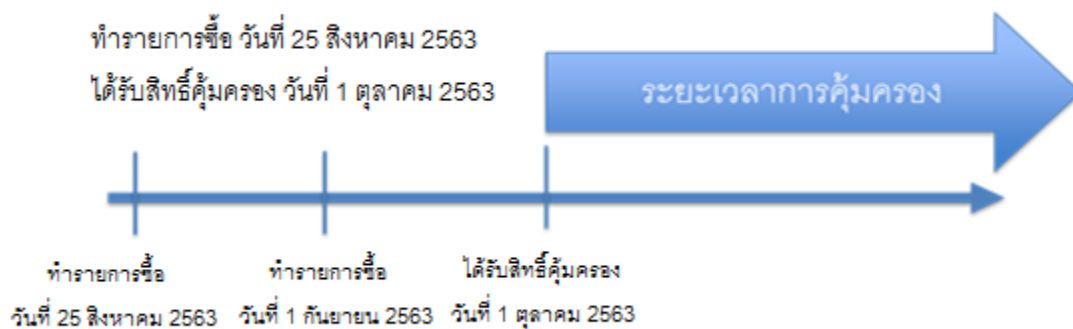 ทำรายการซื้อ วันที่ 25 สิงหาคม 2563
ได้รับสิทธิ์คุ้มครอง วันที่ 1 ตุลาคม 2563
ระยะเวลาการคุ้มครอง
ทำรายการซื้อ
วันที่ 25 สิงหาคม 2563
ทำรายการซื้อ
วันที่ 1 กันยายน 2563
ได้รับสิทธิ์คุ้มครอง
วันที่ 1 ตุลาคม 2563